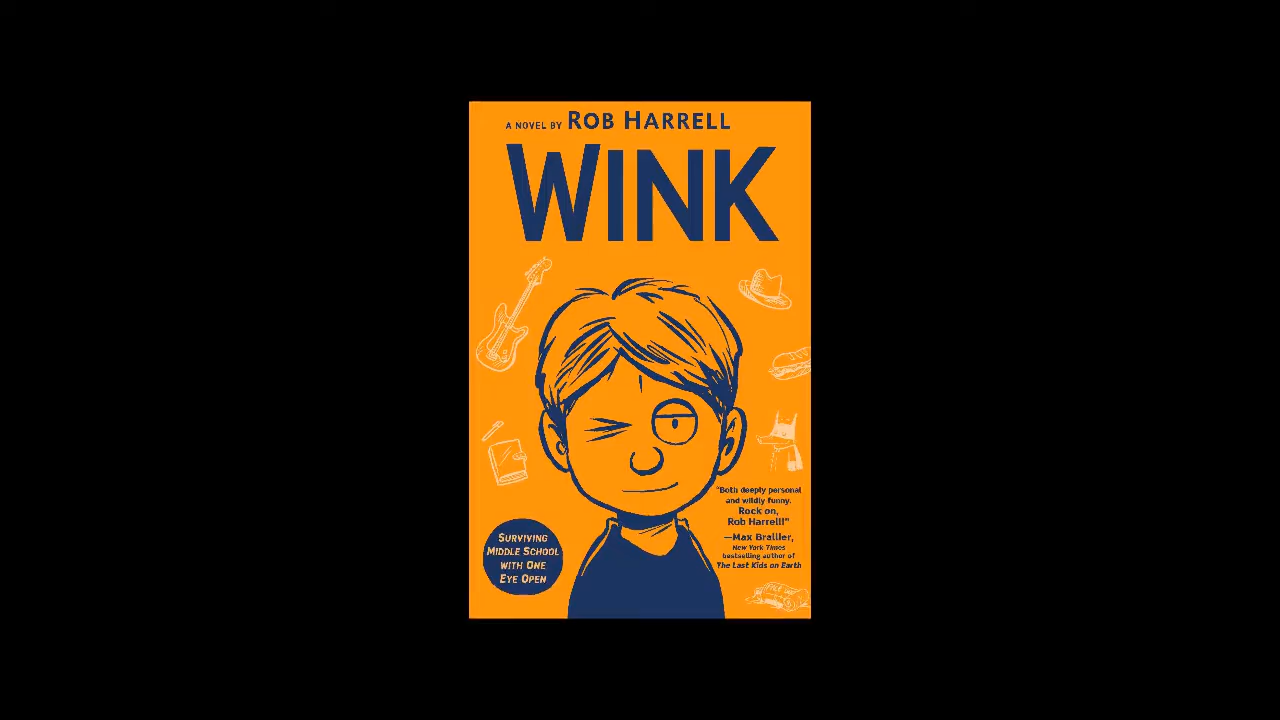 A NOVEL BY ROB HARRELL
WINK
"Both deeply personal
and wildly funny.
Rock on,
Rob Harrell!"
—Max Brallier,
New York Times
bestselling author of
The Last Kids on Earth
SURVIVING
MIDDLE SCHOOL
WITH ONE
EYE OPEN